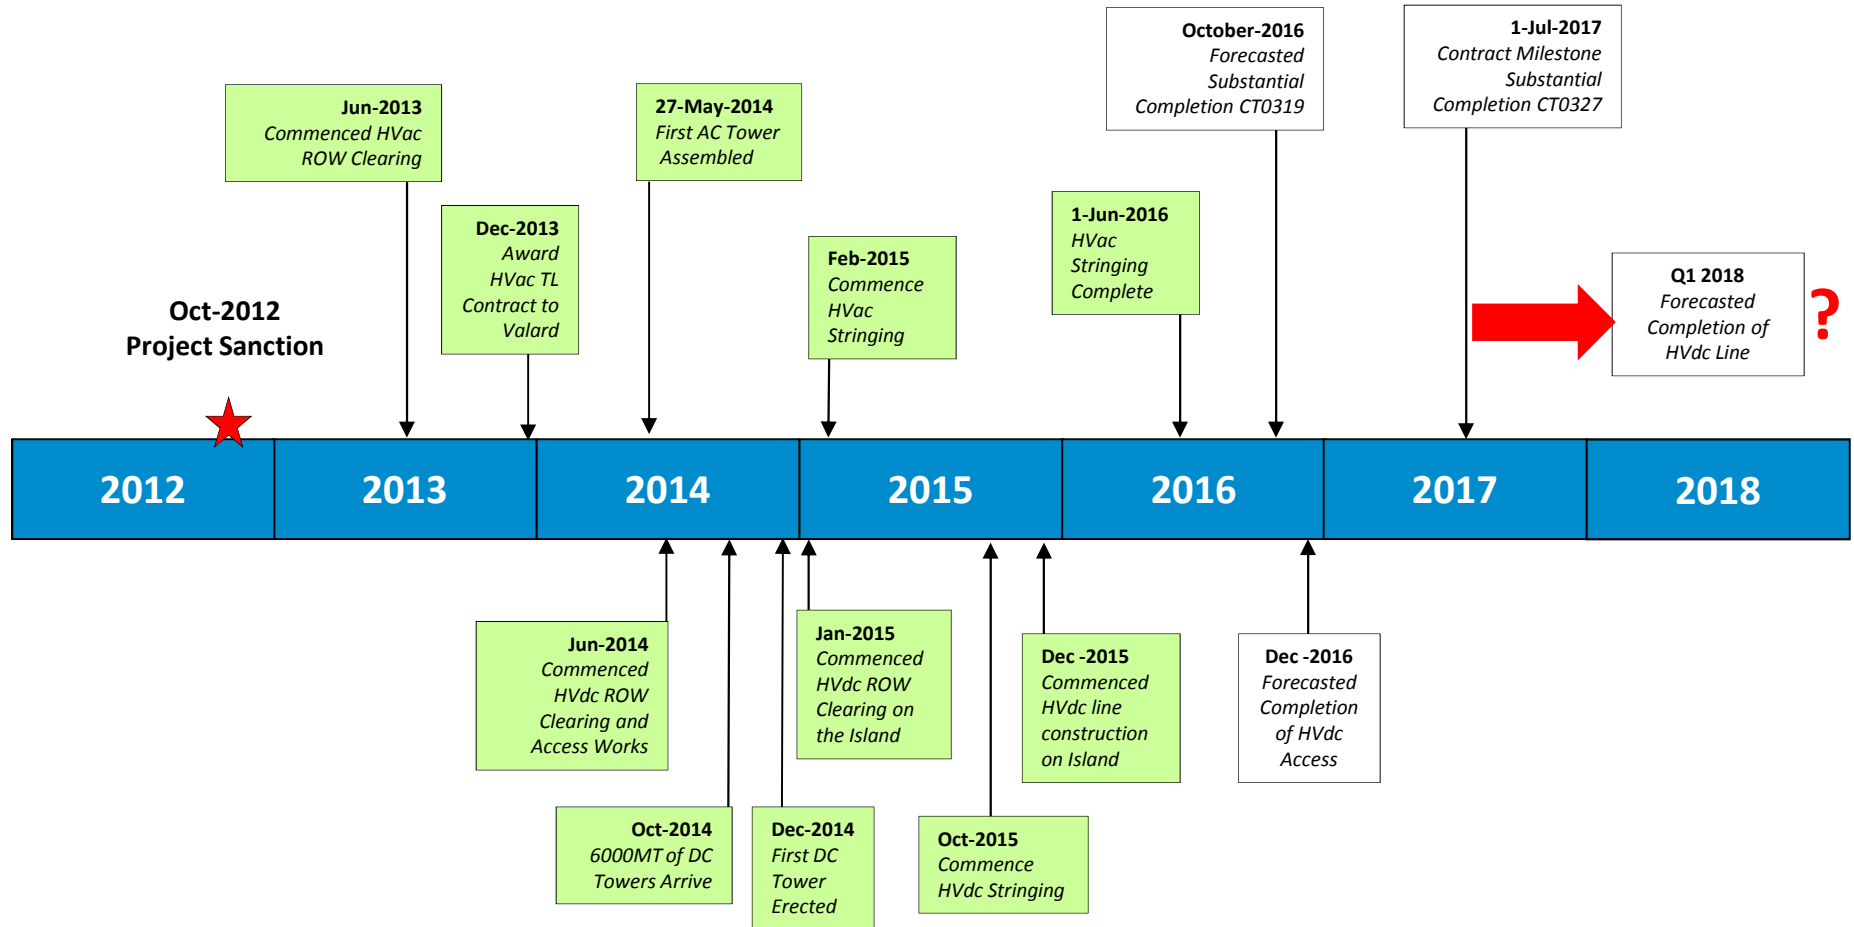 October-2016
Forecasted
Substantial
Completion CT0319
1-Jul-2017
Contract Milestone
Substantial
Completion CT0327
Jun-2013
Commenced HVac
ROW Clearing
27-May-2014
First AC Tower
Assembled
Dec-2013
Award
HVac TL
Contract to
Valard
Feb-2015
Commence
HVac
Stringing
1-Jun-2016
HVac
Stringing
Complete
Q1 2018
Forecasted
Completion of
HVdc Line
?
Oct-2012
Project Sanction
2012
2013
2014
2015
2016
2017
2018
Jun-2014
Commenced
HVdc ROW
Clearing and
Access Works
Jan-2015
Commenced
HVdc ROW
Clearing on
the Island
Dec -2015
Commenced
HVdc line
construction
on Island
Dec -2016
Forecasted
Completion
of HVdc
Access
Oct-2014
6000MT of DC
Towers Arrive
Dec-2014
First DC
Tower
Erected
Oct-2015
Commence
HVdc Stringing